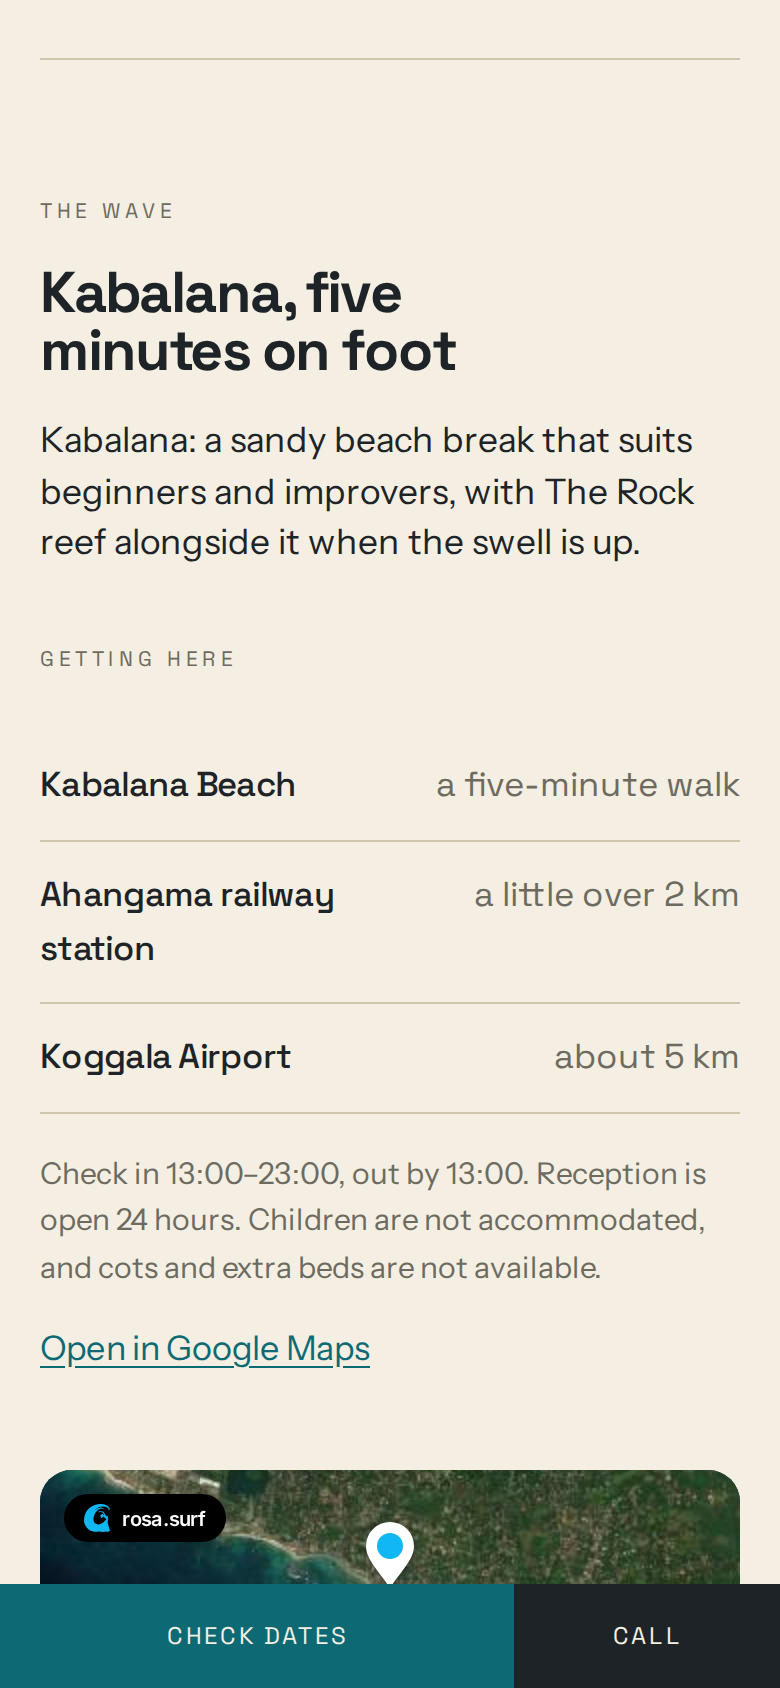 THE WAVE
Kabalana, five
minutes on foot
Kabalana: a sandy beach break that suits
beginners and improvers, with The Rock
reef alongside it when the swell is up.
GETTING HERE
Kabalana Beach a five-minute walk
Ahangama railway a little over 2 km
station
Koggala Airport about 5 km
Check in 13:00–23:00, out by 13:00. Reception is
open 24 hours. Children are not accommodated,
and cots and extra beds are not available.
Open in Google Maps
rosa.surf
CHECK DATES CALL